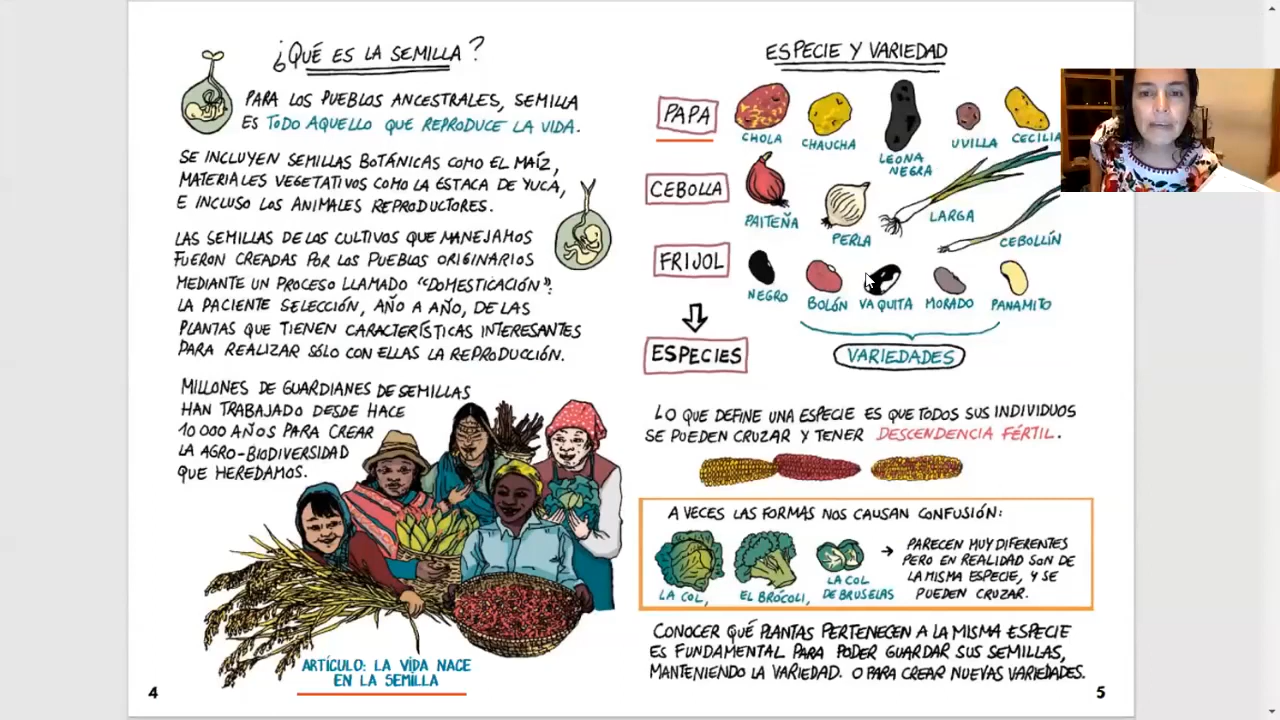 ¿QUÉ ES LA SEMILLA?
PARA LOS PUEBLOS ANCESTRALES, SEMILLA
ES TODO AQUELLO QUE REPRODUCE LA VIDA.
SE INCLUYEN SEMILLAS BOTÁNICAS COMO EL MAÍZ,
MATERIALES VEGETATIVOS COMO LA ESTACA DE YUCA,
E INCLUSO LOS ANIMALES REPRODUCTORES.
LAS SEMILLAS DE LOS CULTIVOS QUE MANEJAMOS
FUERON CREADAS POR LOS PUEBLOS ORIGINARIOS
MEDIANTE UN PROCESO LLAMADO "DOMESTICACIÓN":
LA PACIENTE SELECCIÓN, AÑO A AÑO, DE LAS
PLANTAS QUE TIENEN CARACTERÍSTICAS INTERESANTES
PARA REALIZAR SÓLO CON ELLAS LA REPRODUCCIÓN.
MILLONES DE GUARDIANES DE SEMILLAS
HAN TRABAJADO DESDE HACE
10 000 AÑOS PARA CREAR
LA AGRO-BIODIVERSIDAD
QUE HEREDAMOS.
ARTÍCULO: LA VIDA NACE
EN LA SEMILLA
4
ESPECIE Y VARIEDAD
PAPA
CHOLA
CHAUCHA
LEONA
NEGRA
UVILLA
CECILIA
CEBOLLA
PAITEÑA
PERLA
LARGA
CEBOLLÍN
FRIJOL
NEGRO
BOLÓN
VAQUITA
MORADO
PANAMITO
ESPECIES
VARIEDADES
LO QUE DEFINE UNA ESPECIE ES QUE TODOS SUS INDIVIDUOS
SE PUEDEN CRUZAR Y TENER DESCENDENCIA FÉRTIL.
A VECES LAS FORMAS NOS CAUSAN CONFUSIÓN:
LA COL,
EL BRÓCOLI,
LA COL
DE BRUSELAS
PARECEN MUY DIFERENTES
PERO EN REALIDAD SON DE
LA MISMA ESPECIE, Y SE
PUEDEN CRUZAR.
CONOCER QUÉ PLANTAS PERTENECEN A LA MISMA ESPECIE
ES FUNDAMENTAL PARA PODER GUARDAR SUS SEMILLAS,
MANTENIENDO LA VARIEDAD. O PARA CREAR NUEVAS VARIEDADES.
5